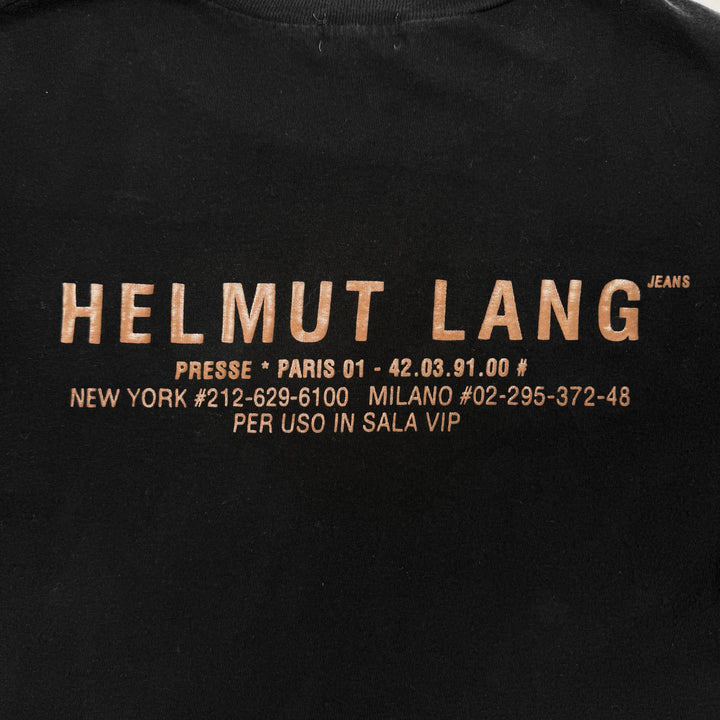 HELMUT LANG JEANS
PRESSE * PARIS 01 - 42.03.91.00 #
NEW YORK #212-629-6100 MILANO #02-295-372-48
PER USO IN SALA VIP